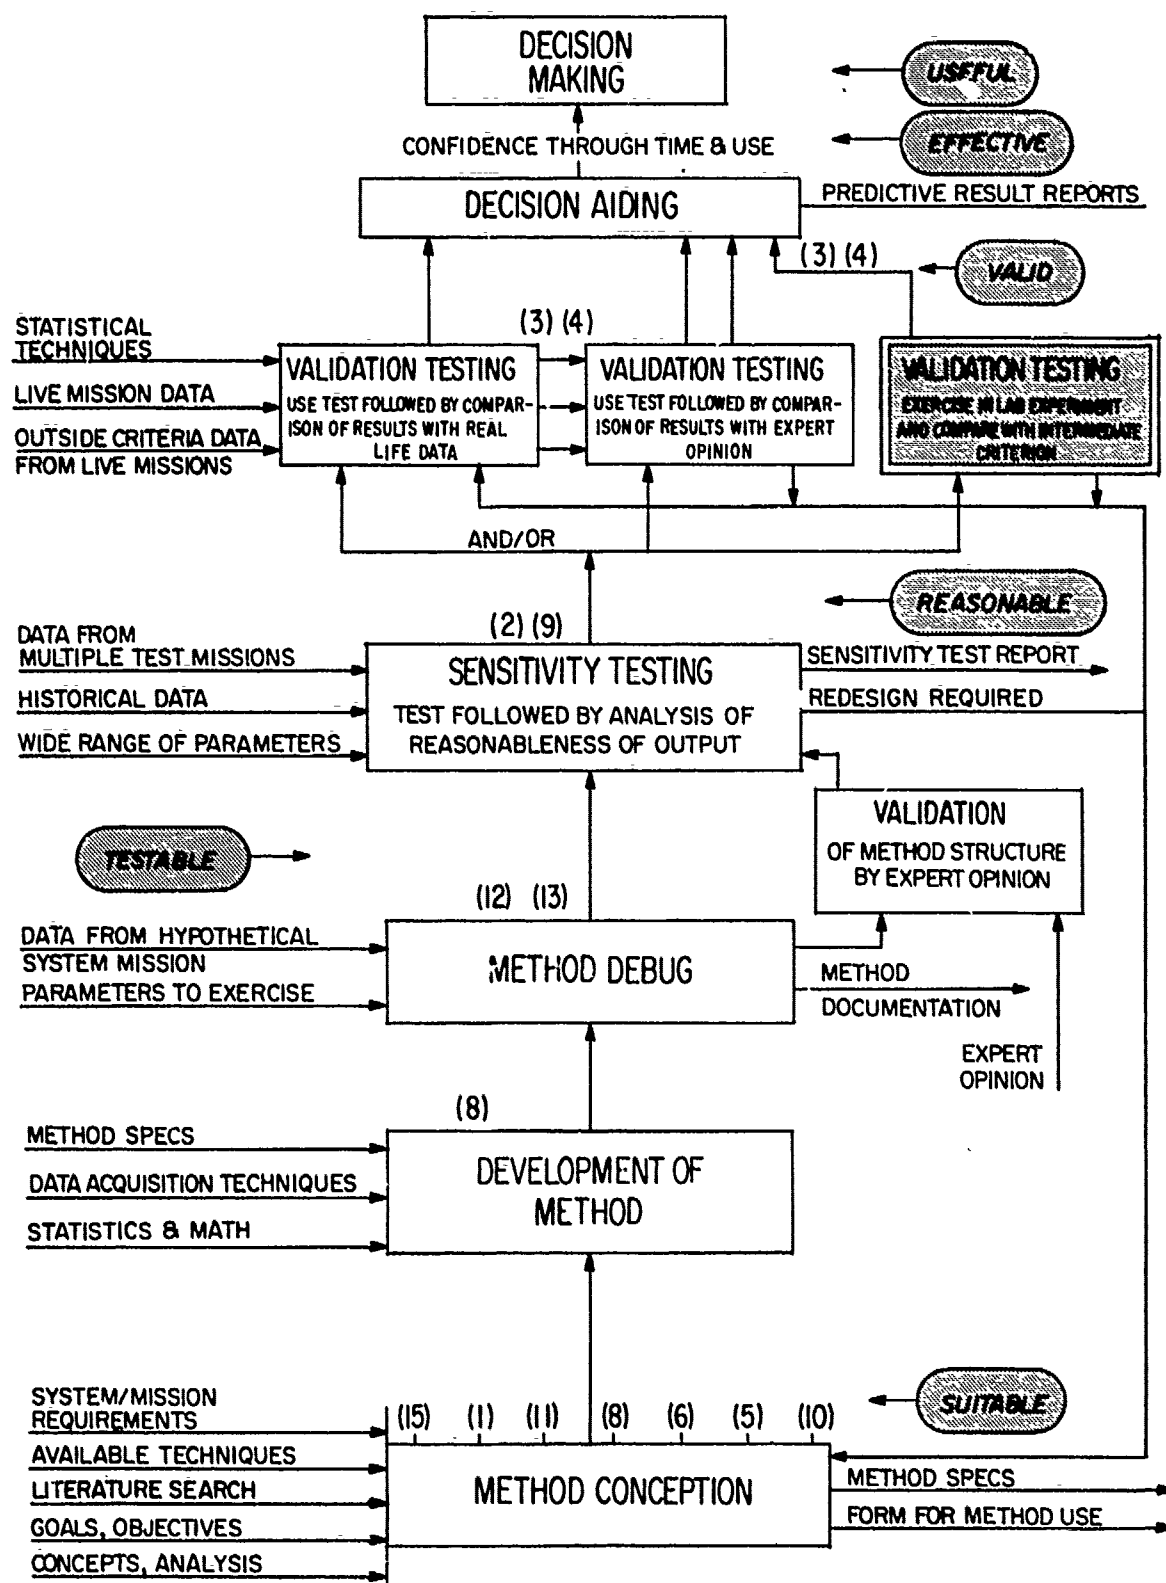 DECISION
MAKING
USEFUL
CONFIDENCE THROUGH TIME & USE
EFFECTIVE
DECISION AIDING
PREDICTIVE RESULT REPORTS
(3) (4)
VALID
STATISTICAL
TECHNIQUES
LIVE MISSION DATA
OUTSIDE CRITERIA DATA
FROM LIVE MISSIONS
(3) (4)
VALIDATION TESTING
USE TEST FOLLOWED BY COMPAR-
ISON OF RESULTS WITH REAL
LIFE DATA
VALIDATION TESTING
USE TEST FOLLOWED BY COMPAR-
ISON OF RESULTS WITH EXPERT
OPINION
VALIDATION TESTING
EXERCISE IN LAB EXPERIMENT
AND COMPARE WITH INTERMEDIATE
CRITERION
AND/OR
REASONABLE
(2) (9)
DATA FROM
MULTIPLE TEST MISSIONS
HISTORICAL DATA
WIDE RANGE OF PARAMETERS
SENSITIVITY TESTING
TEST FOLLOWED BY ANALYSIS OF
REASONABLENESS OF OUTPUT
SENSITIVITY TEST REPORT
REDESIGN REQUIRED
VALIDATION
OF METHOD STRUCTURE
BY EXPERT OPINION
TESTABLE
(12) (13)
DATA FROM HYPOTHETICAL
SYSTEM MISSION
PARAMETERS TO EXERCISE
METHOD DEBUG
METHOD
DOCUMENTATION
EXPERT
OPINION
(8)
METHOD SPECS
DATA ACQUISITION TECHNIQUES
STATISTICS & MATH
DEVELOPMENT OF
METHOD
SUITABLE
SYSTEM/MISSION
REQUIREMENTS
AVAILABLE TECHNIQUES
LITERATURE SEARCH
GOALS, OBJECTIVES
CONCEPTS, ANALYSIS
(15) (1) (11) (8) (6) (5) (10)
METHOD CONCEPTION
METHOD SPECS
FORM FOR METHOD USE